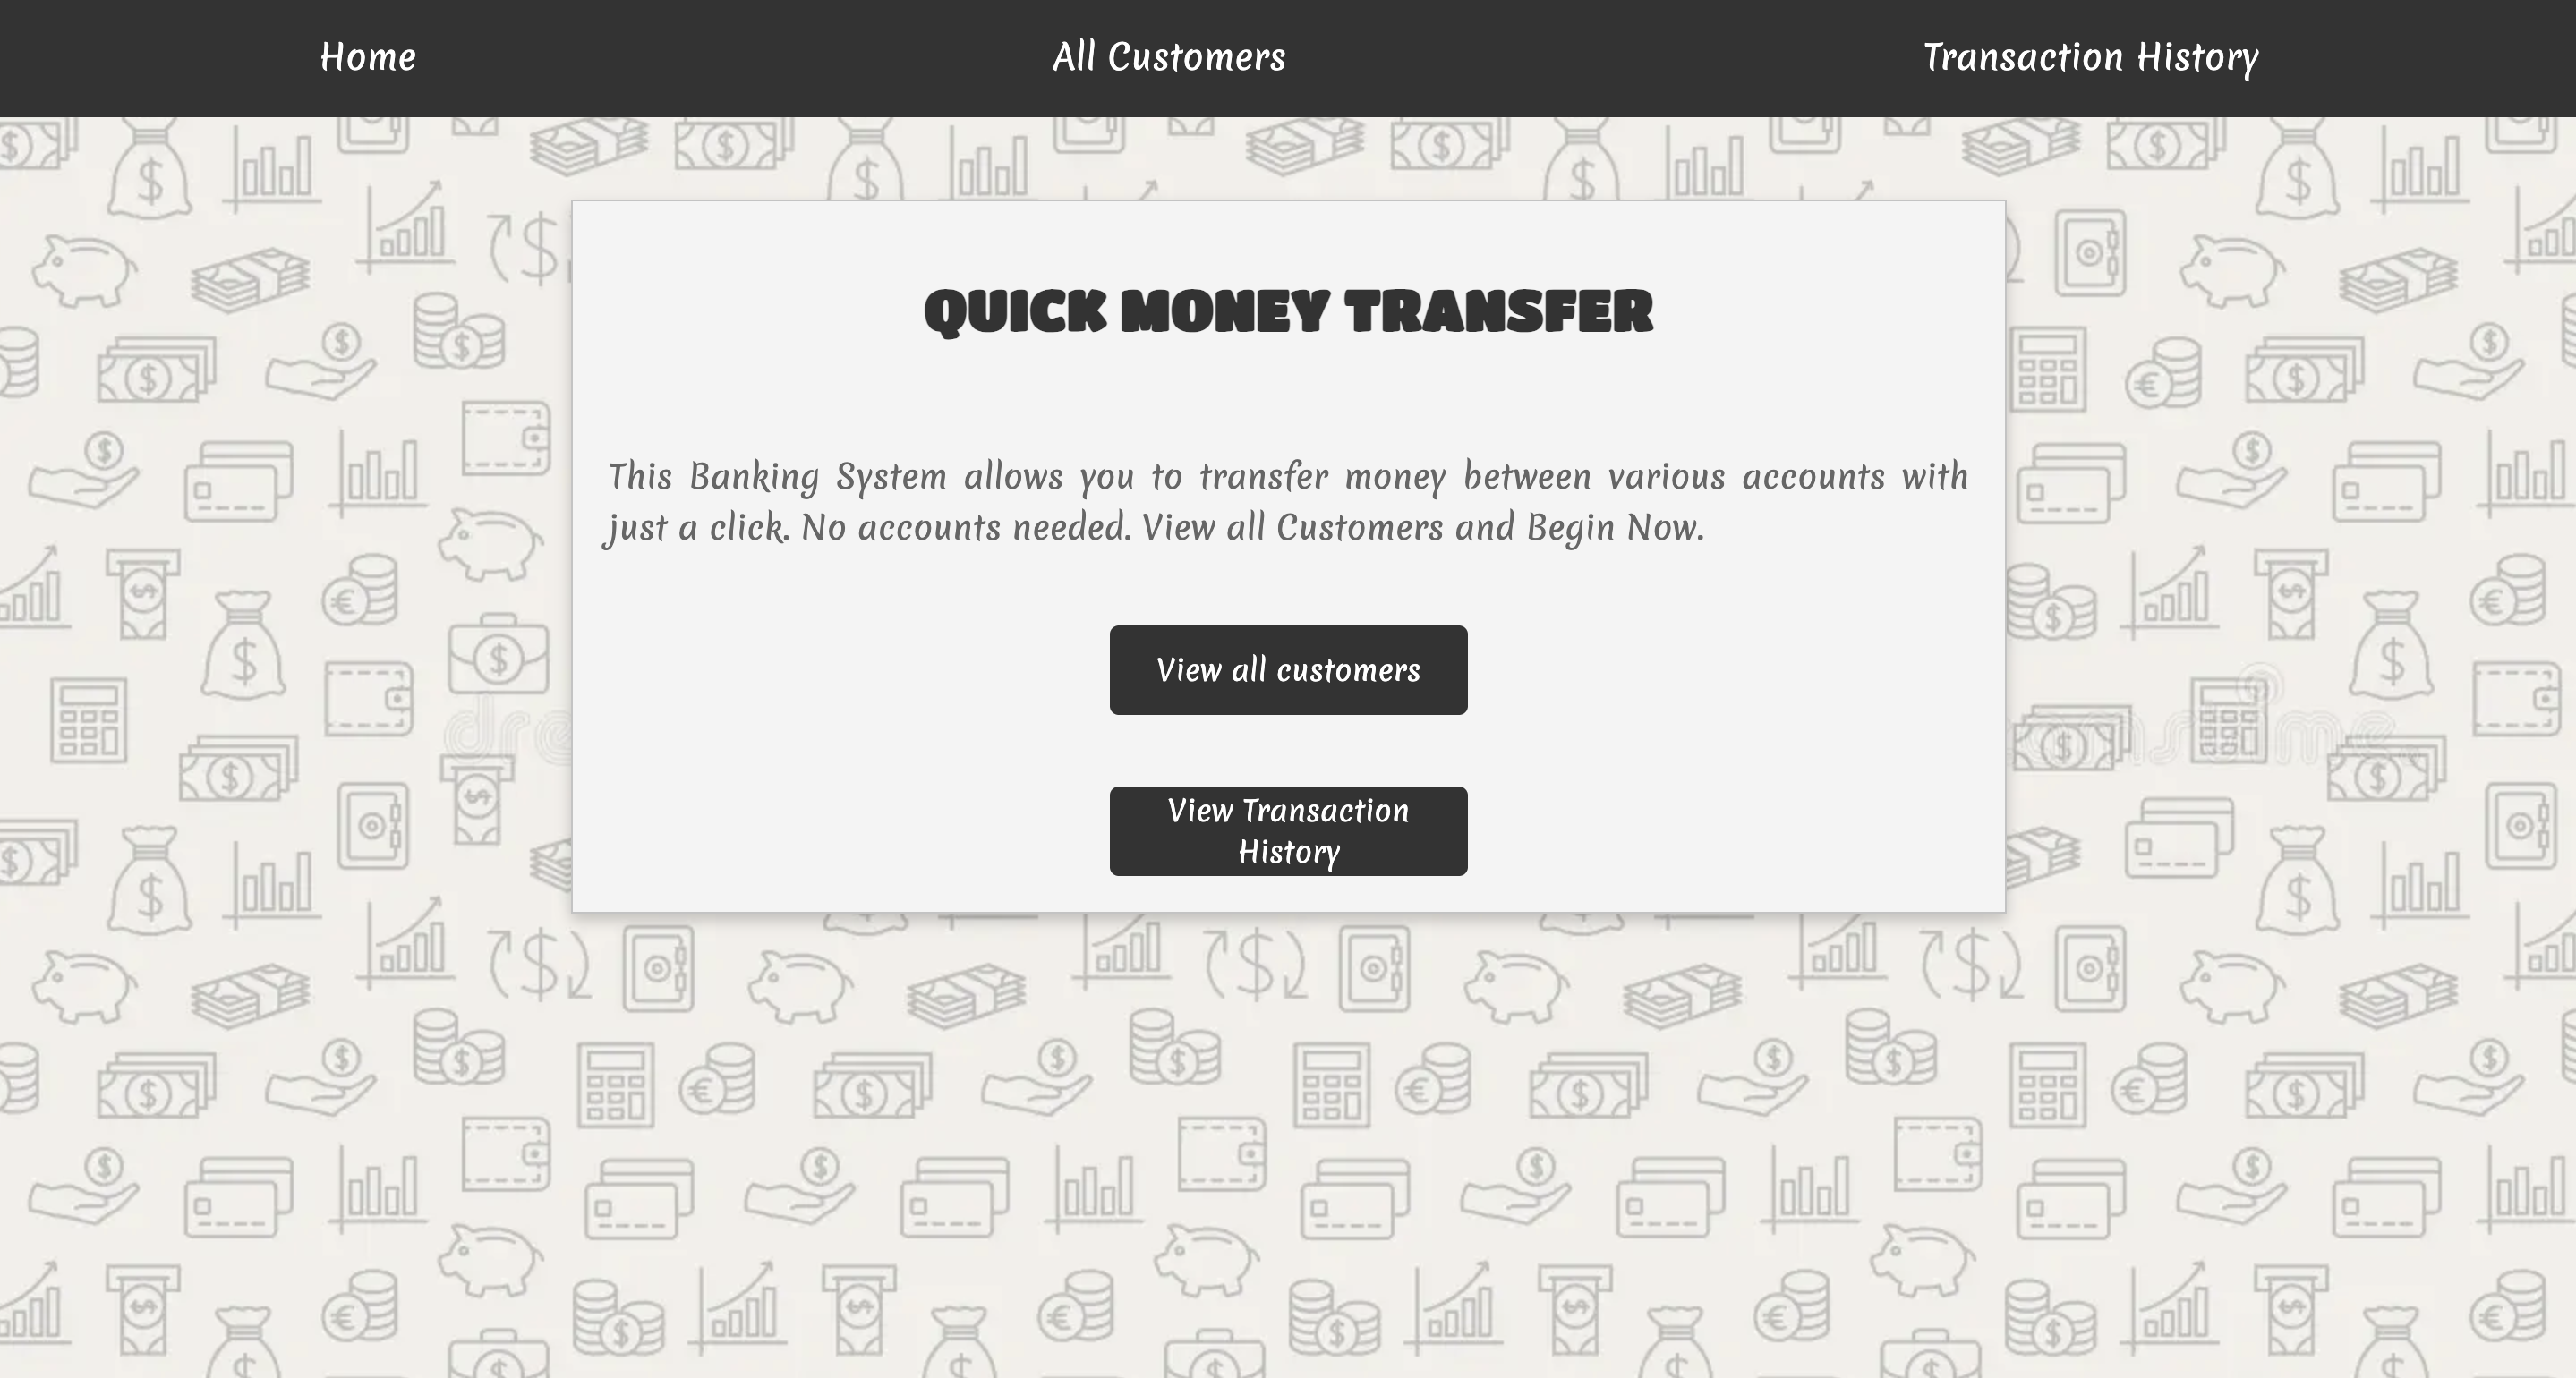 Home
All Customers
Transaction History
QUICK MONEY TRANSFER
This Banking System allows you to transfer money between various accounts with
just a click. No accounts needed. View all Customers and Begin Now.
View all customers
View Transaction
History